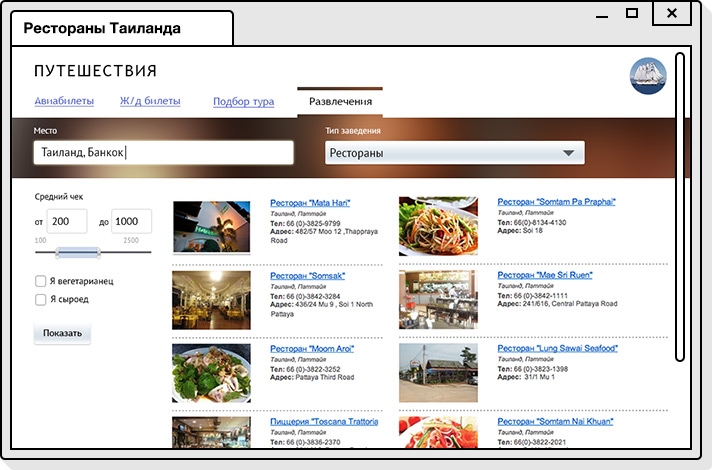 Рестораны Таиланда
ПУТЕШЕСТВИЯ
Авиабилеты Ж/д билеты Подбор тура Развлечения
Место Тип заведения
Таиланд, Банкок Рестораны
Средний чек
от 200 до 1000
100 2500
Я вегетарианец
Я сыроед
Показать
Ресторан "Mata Hari"
Таиланд, Паттайя
Тел: 66 (0)-3825-9799
Адрес: 482/57 Moo 12 ,Thappraya
Road
Ресторан "Somtam Pa Praphai"
Таиланд, Паттайя
Тел: 66(0)-8134-4130
Адрес: Soi 18
Ресторан "Somsak"
Таиланд, Паттайя
Тел: 66 (0)-3842-3284
Адрес: 436/24 Mu 9 , Soi 1 North
Pattaya
Ресторан "Mae Sri Ruen"
Таиланд, Паттайя
Тел: 66 (0)-3842-1111
Адрес: 241/616, Central Pattaya Road
Ресторан "Moom Aroi"
Таиланд, Паттайя
Тел: 66 (0)-3822-3252
Адрес: Pattaya Third Road
Ресторан "Lung Sawai Seafood"
Таиланд, Паттайя
Тел: 66 (0)-3823-1398
Адрес: 31/1 Mu 1
Пиццерия "Toscana Trattoria
Таиланд, Паттайя
Тел: 66 (0)-3836-2370
Ресторан "Somtam Nai Khuan"
Таиланд, Паттайя
Тел: 66(0)-3822-2021